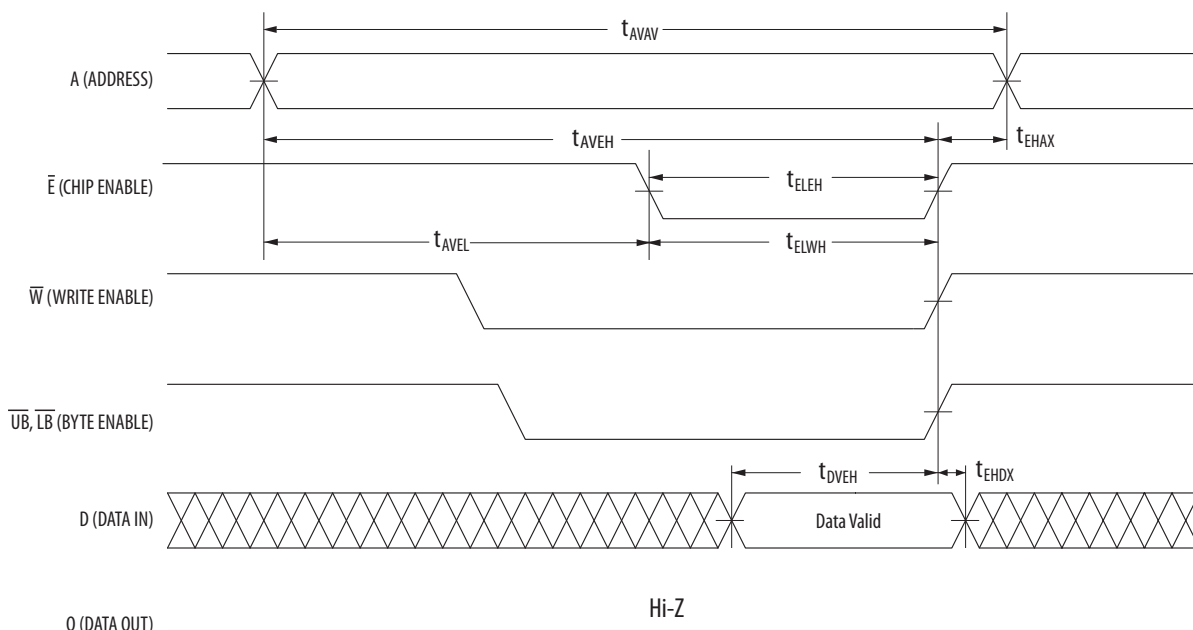 tAVAV
A (ADDRESS)
tAVEH
tEHAX
E̅ (CHIP ENABLE)
tELEH
tAVEL
tELWH
W̅ (WRITE ENABLE)
U̅B̅, L̅B̅ (BYTE ENABLE)
tDVEH
tEHDX
D (DATA IN)
Data Valid
Hi-Z
Q (DATA OUT)